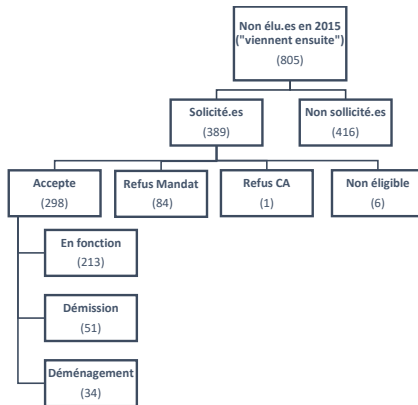 Non élu.es en 2015
("viennent ensuite")
(805)
Solicité.es
(389)
Non sollicité.es
(416)
Accepte
(298)
Refus Mandat
(84)
Refus CA
(1)
Non éligible
(6)
En fonction
(213)
Démission
(51)
Déménagement
(34)